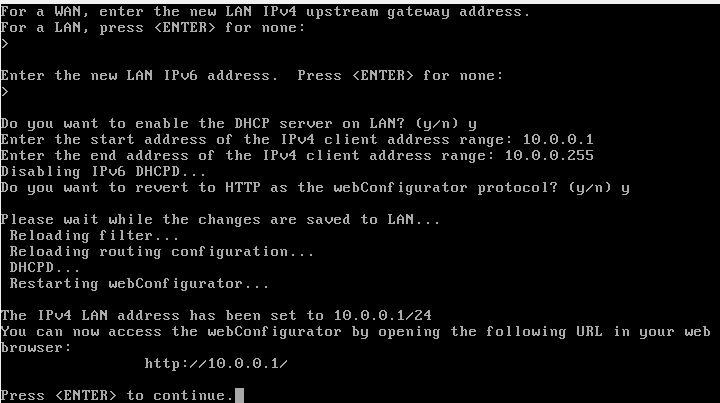 For a WAN, enter the new LAN IPv4 upstream gateway address.
For a LAN, press <ENTER> for none:
>
Enter the new LAN IPv6 address.  Press <ENTER> for none:
>
Do you want to enable the DHCP server on LAN? (y/n) y
Enter the start address of the IPv4 client address range: 10.0.0.1
Enter the end address of the IPv4 client address range: 10.0.0.255
Disabling IPv6 DHCPD...
Do you want to revert to HTTP as the webConfigurator protocol? (y/n) y
Please wait while the changes are saved to LAN...
Reloading filter...
Reloading routing configuration...
DHCPD...
Restarting webConfigurator...
The IPv4 LAN address has been set to 10.0.0.1/24
You can now access the webConfigurator by opening the following URL in your web
browser:
http://10.0.0.1/
Press <ENTER> to continue.